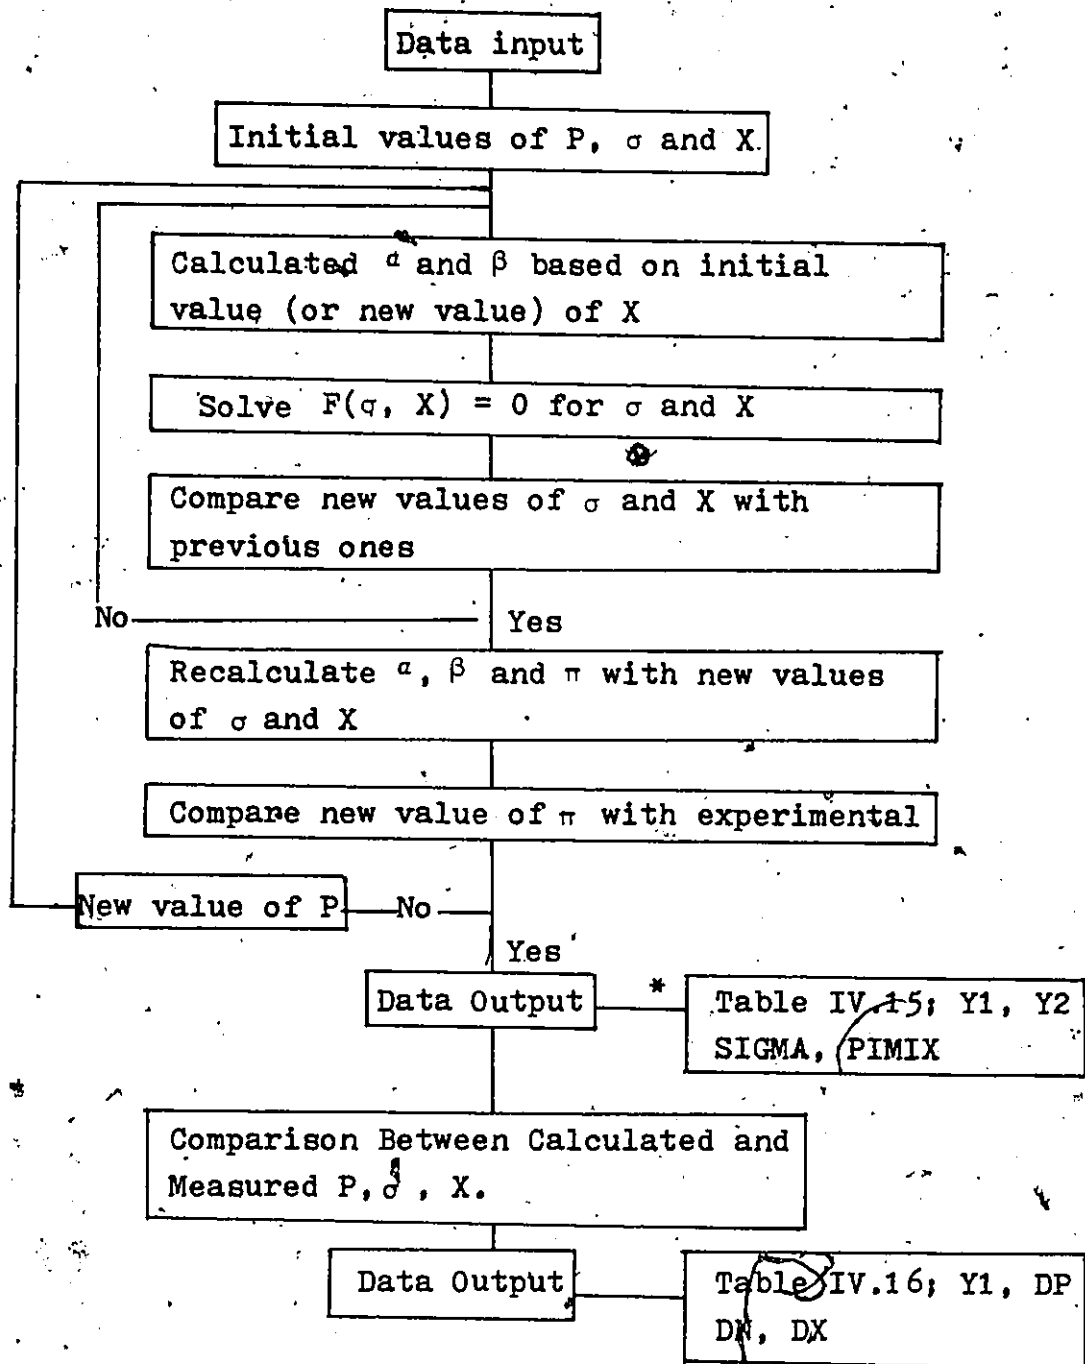 Data input
Initial values of P, σ and X.
Calculated α and β based on initial
value (or new value) of X
Solve F(σ, X) = 0 for σ and X
Compare new values of σ and X with
previous ones
No
Yes
Recalculate α, β and π with new values
of σ and X
Compare new value of π with experimental
New value of P
No
Yes
Data Output
*
Table IV.15; Y1, Y2
SIGMA, PIMIX
Comparison Between Calculated and
Measured P, σ, X.
Data Output
Table IV.16; Y1, DP
DN, DX